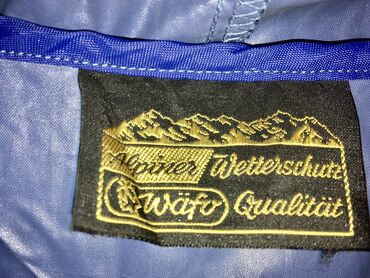 Alpiner Wetterschutz
Wäfo Qualität